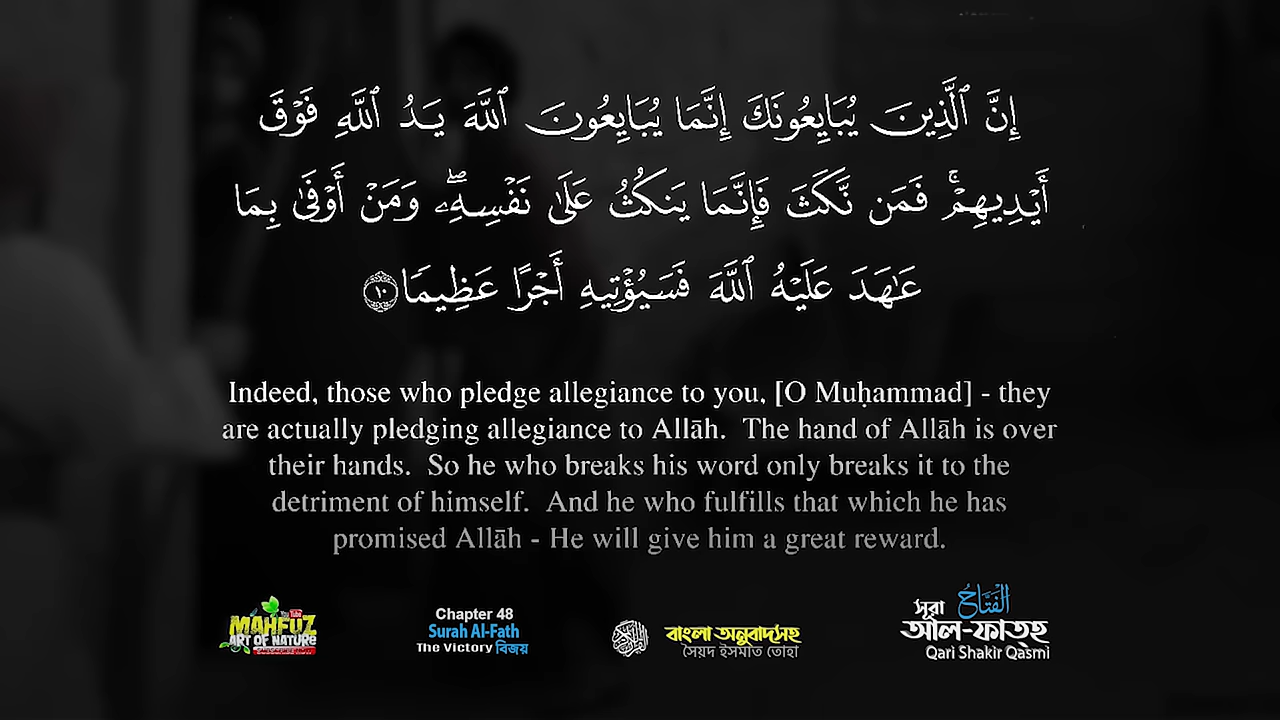 إِنَّ ٱلَّذِينَ يُبَايِعُونَكَ إِنَّمَا يُبَايِعُونَ ٱللَّهَ يَدُ ٱللَّهِ فَوْقَ
أَيْدِيهِمْۚ فَمَن نَّكَثَ فَإِنَّمَا يَنكُثُ عَلَىٰ نَفْسِهِۦۖ وَمَنْ أَوْفَىٰ بِمَا
عَـٰهَدَ عَلَيْهُ ٱللَّهَ فَسَيُؤْتِيهِ أَجْرًا عَظِيمًا ١٠
Indeed, those who pledge allegiance to you, [O Muḥammad] - they
are actually pledging allegiance to Allāh.  The hand of Allāh is over
their hands.  So he who breaks his word only breaks it to the
detriment of himself.  And he who fulfills that which he has
promised Allāh - He will give him a great reward.
You Tube
MAHFUZ
ART OF NATURE
Chapter 48
Surah Al-Fath
The Victory বিজয়
বাংলা অনুবাদসহ
সৈয়দ ইসমাত তোহা
সূরা الْفَتَّاحُ
আল-ফাত্‌হ
Qari Shakir Qasmi